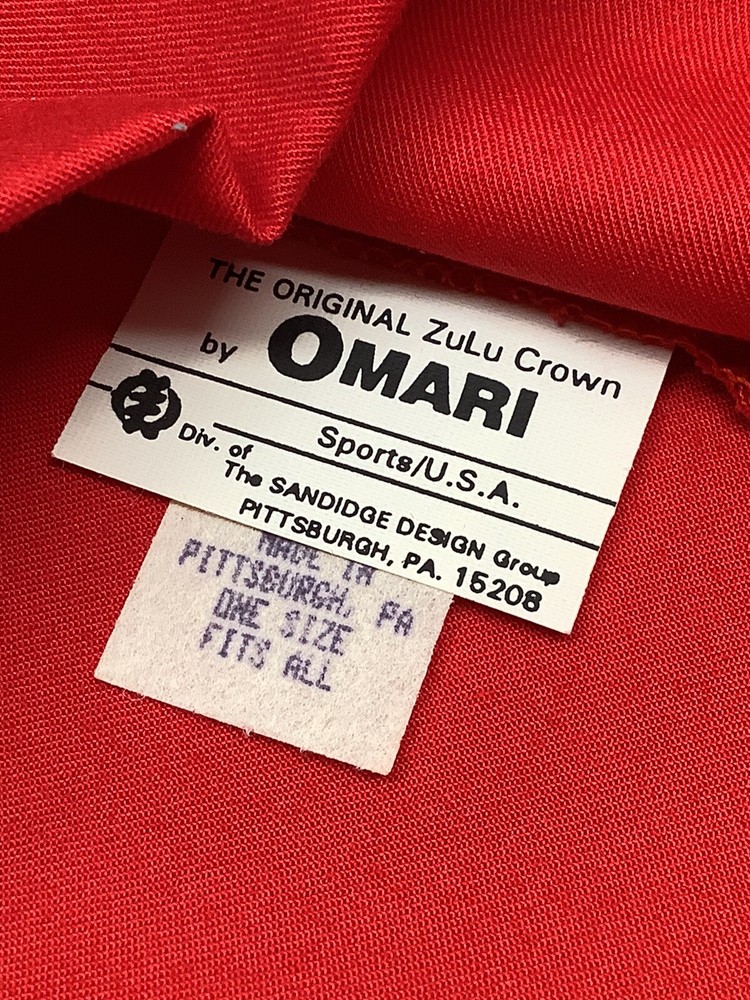 THE ORIGINAL ZuLu Crown
by OMARI
Sports/U.S.A.
Div. of
The SANDIDGE DESIGN Group
PITTSBURGH, PA. 15208
MADE IN
PITTSBURGH, PA
ONE SIZE
FITS ALL